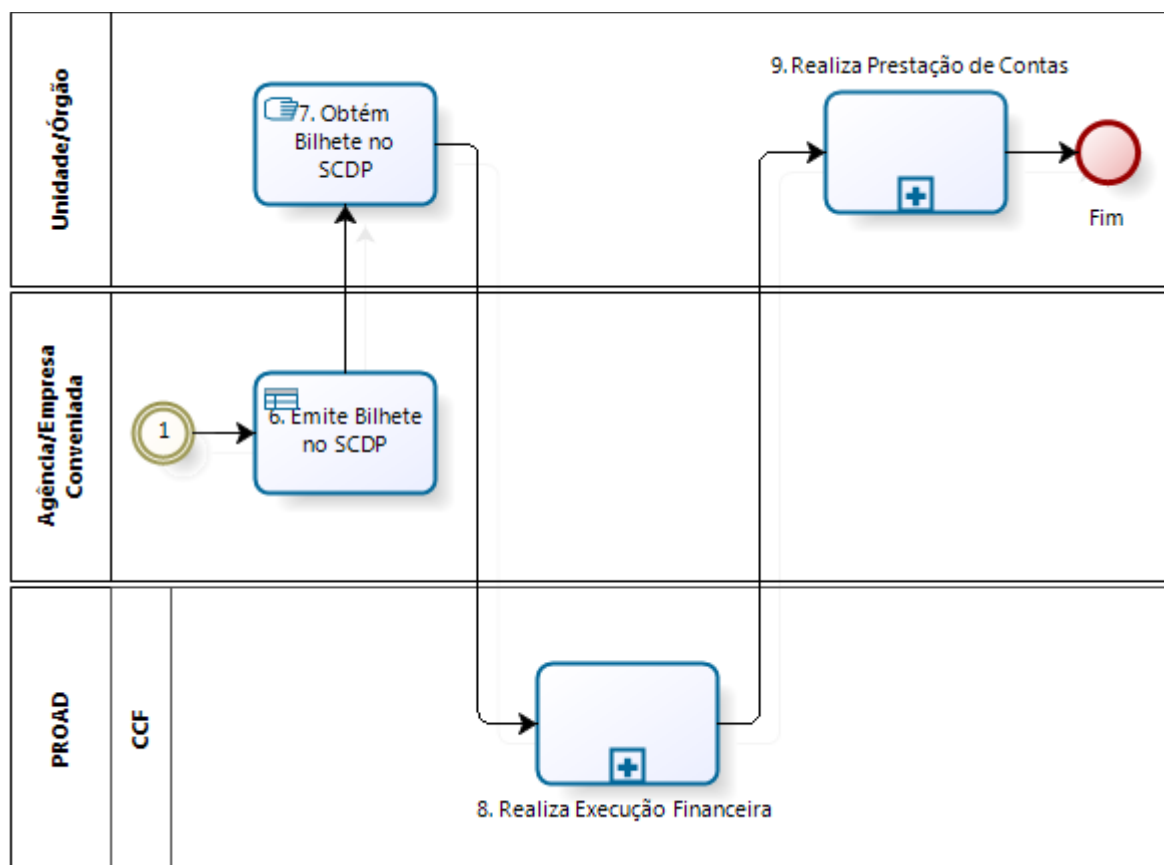 Unidade/Órgão
7. Obtém
Bilhete no
SCDP
9. Realiza Prestação de Contas
Fim
Agência/Empresa
Conveniada
1
6. Emite Bilhete
no SCDP
PROAD
CCF
8. Realiza Execução Financeira